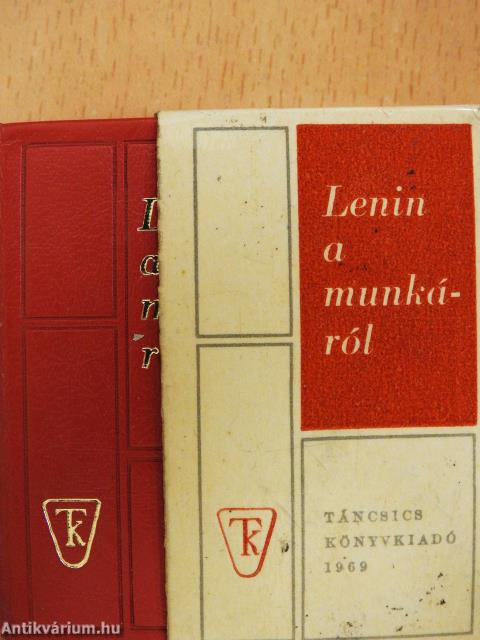 L
a
m
r
TK
Lenin
a
munká-
ról
TK
TÁNCSICS
KÖNYVKIADÓ
1969
Antikvárium.hu